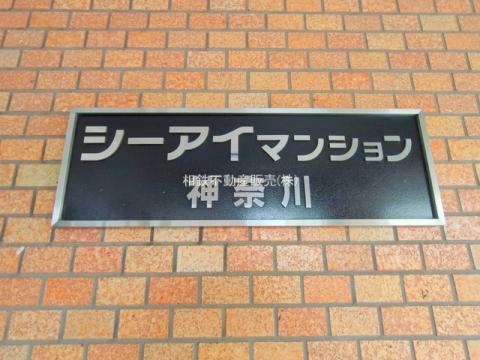 シーアイマンション
相鉄不動産販売(株)
神奈川